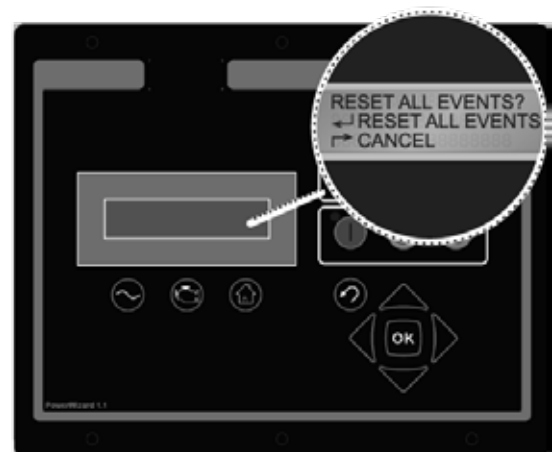 RESET ALL EVENTS?
↵ RESET ALL EVENTS
↱ CANCEL
OK
PowerWizard 1.1